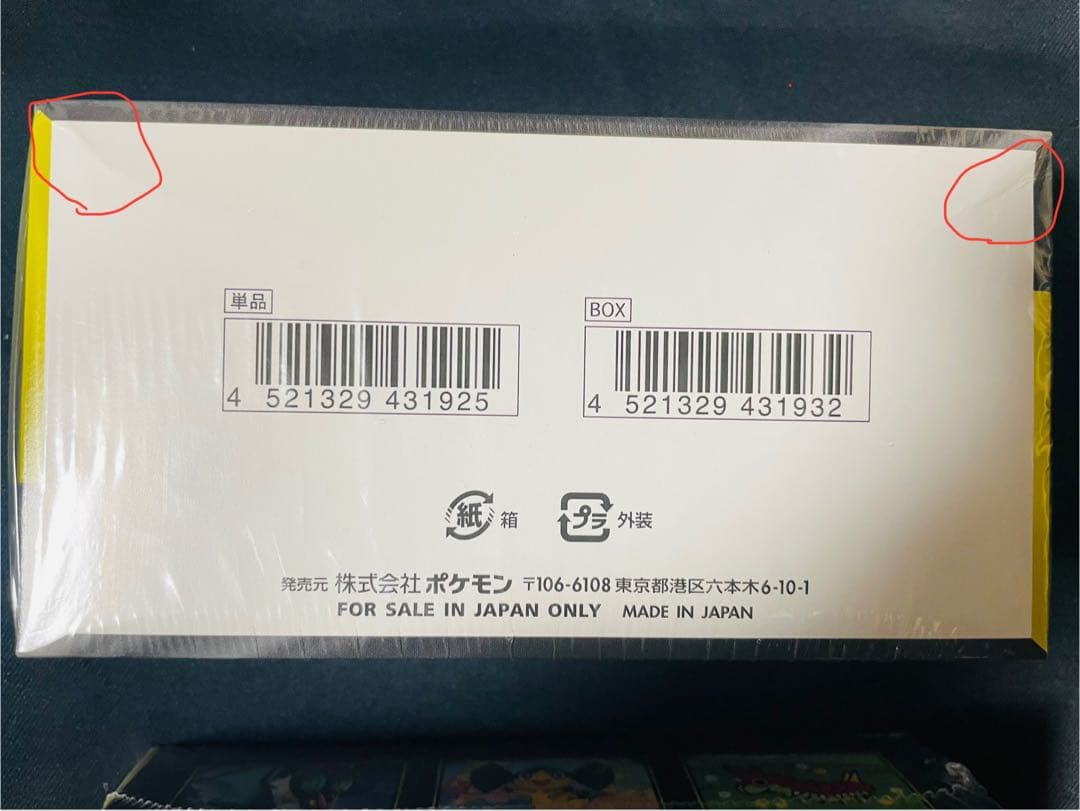 単品
BOX
4 521329 431925
4 521329 431932
紙 箱
プラ 外装
発売元 株式会社 ポケモン 〒106-6108 東京都港区六本木6-10-1
FOR SALE IN JAPAN ONLY MADE IN JAPAN